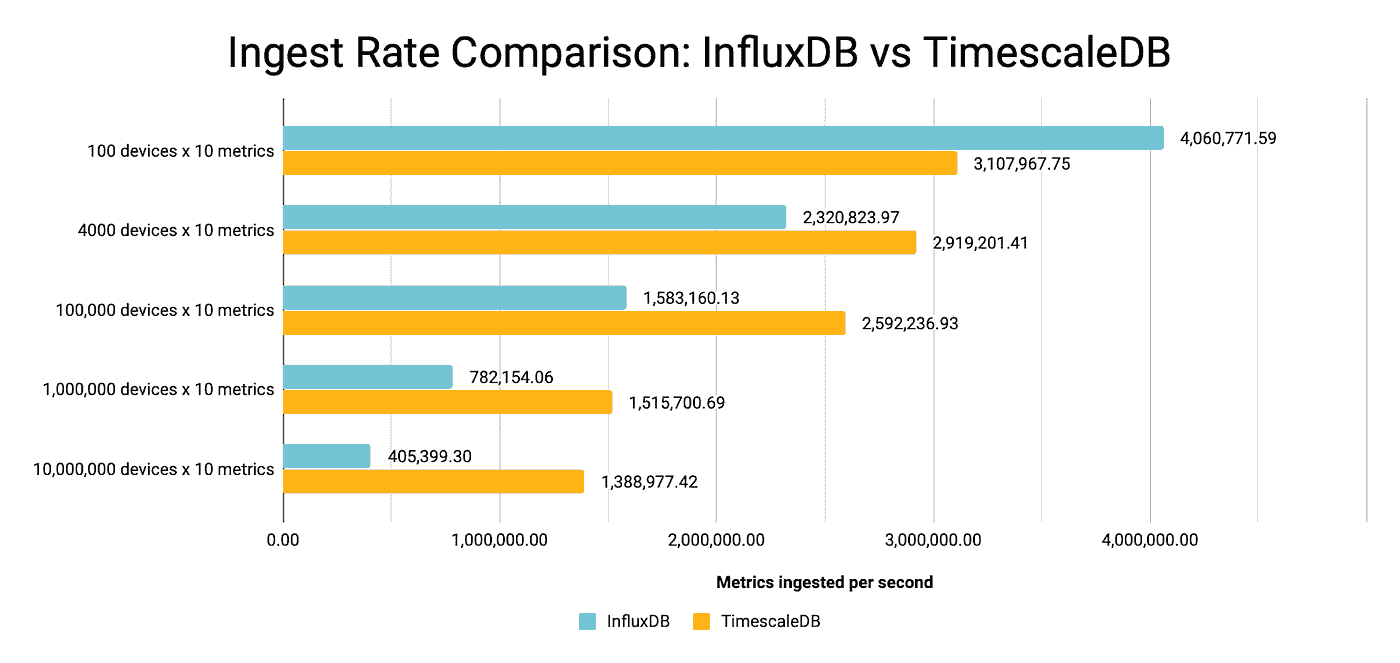 Ingest Rate Comparison: InfluxDB vs TimescaleDB
100 devices x 10 metrics
4,060,771.59
3,107,967.75
4000 devices x 10 metrics
2,320,823.97
2,919,201.41
100,000 devices x 10 metrics
1,583,160.13
2,592,236.93
1,000,000 devices x 10 metrics
782,154.06
1,515,700.69
10,000,000 devices x 10 metrics
405,399.30
1,388,977.42
0.00 1,000,000.00 2,000,000.00 3,000,000.00 4,000,000.00
Metrics ingested per second
InfluxDB TimescaleDB